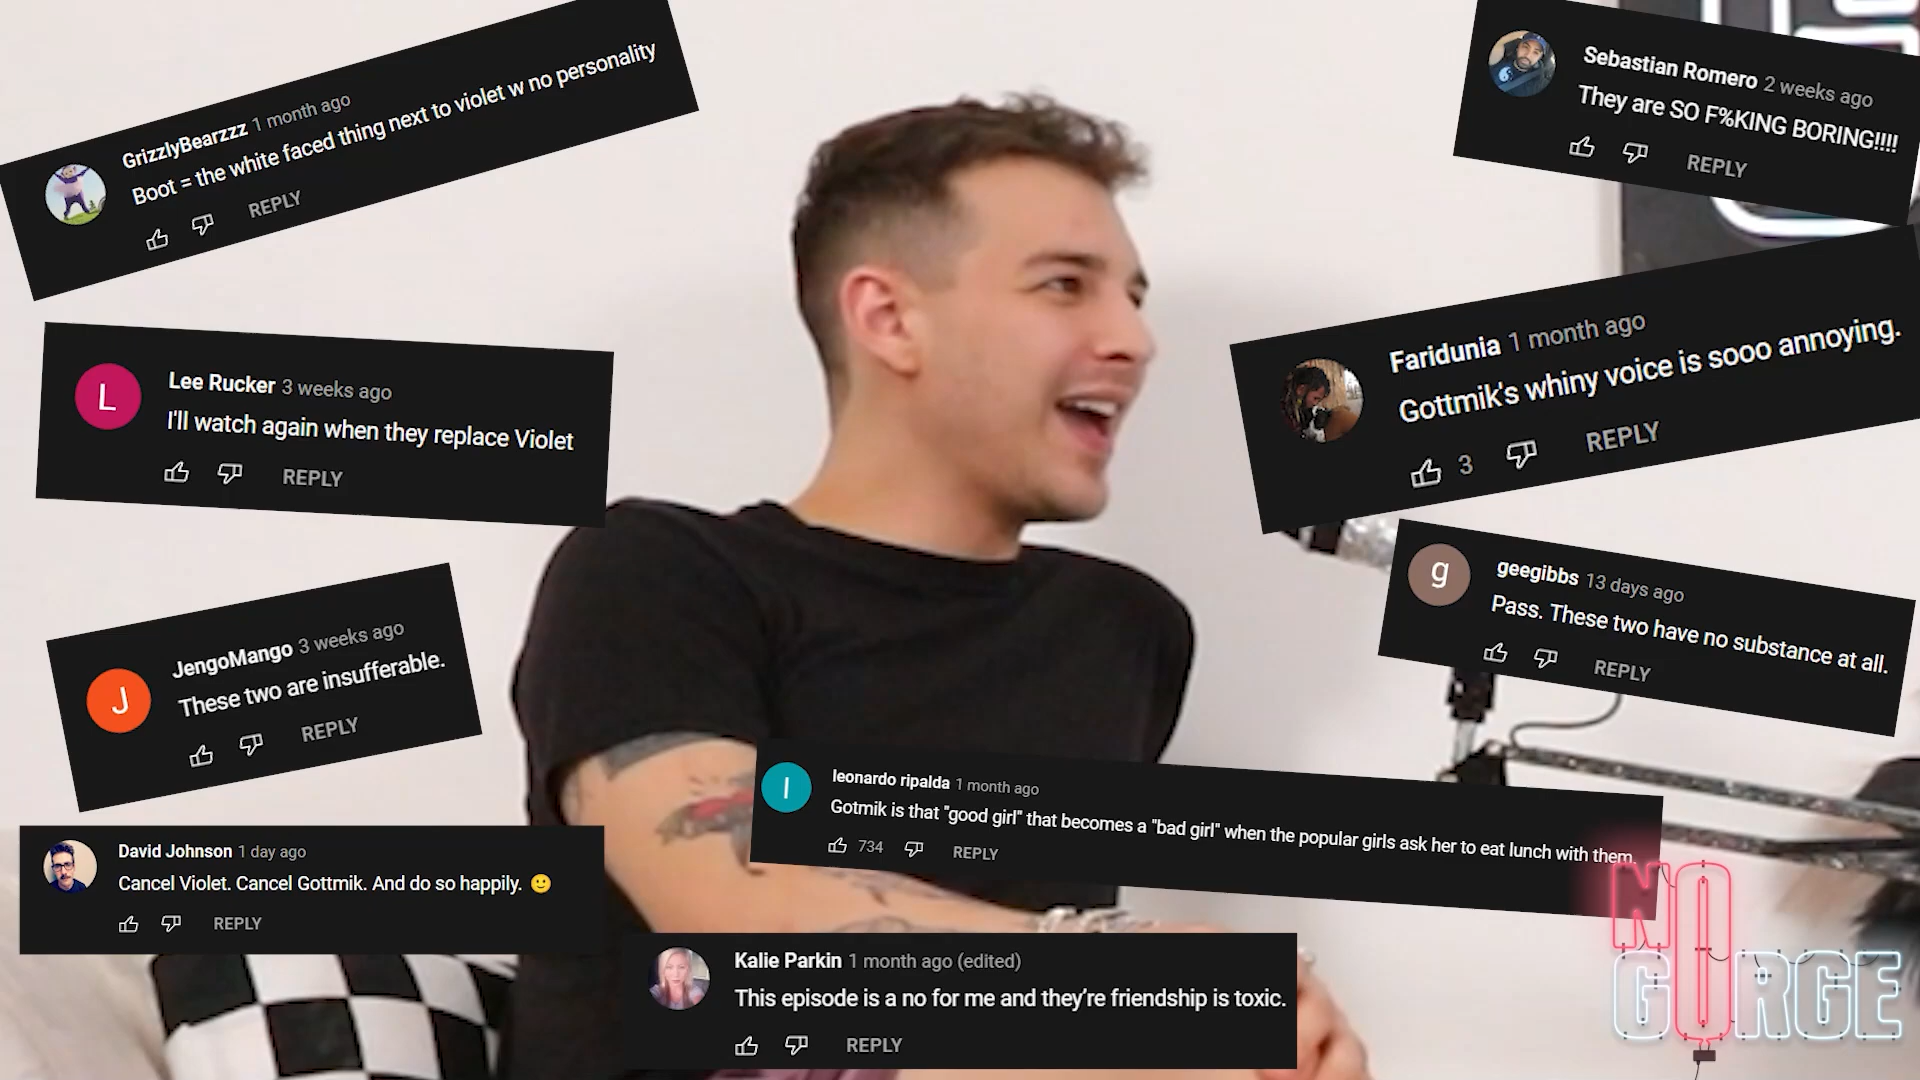 GrizzlyBearzzz 1 month ago
Boot = the white faced thing next to violet w no personality
REPLY
Sebastian Romero 2 weeks ago
They are SO F%KING BORING!!!!
REPLY
Lee Rucker 3 weeks ago
L
I'll watch again when they replace Violet
REPLY
Faridunia 1 month ago
Gottmik's whiny voice is sooo annoying.
3 REPLY
JengoMango 3 weeks ago
J
These two are insufferable.
REPLY
geegibbs 13 days ago
g
Pass. These two have no substance at all.
REPLY
leonardo ripalda 1 month ago
l
Gotmik is that "good girl" that becomes a "bad girl" when the popular girls ask her to eat lunch with them.
734 REPLY
David Johnson 1 day ago
Cancel Violet. Cancel Gottmik. And do so happily. 🙂
REPLY
Kalie Parkin 1 month ago (edited)
This episode is a no for me and they're friendship is toxic.
REPLY
NO
GORGE